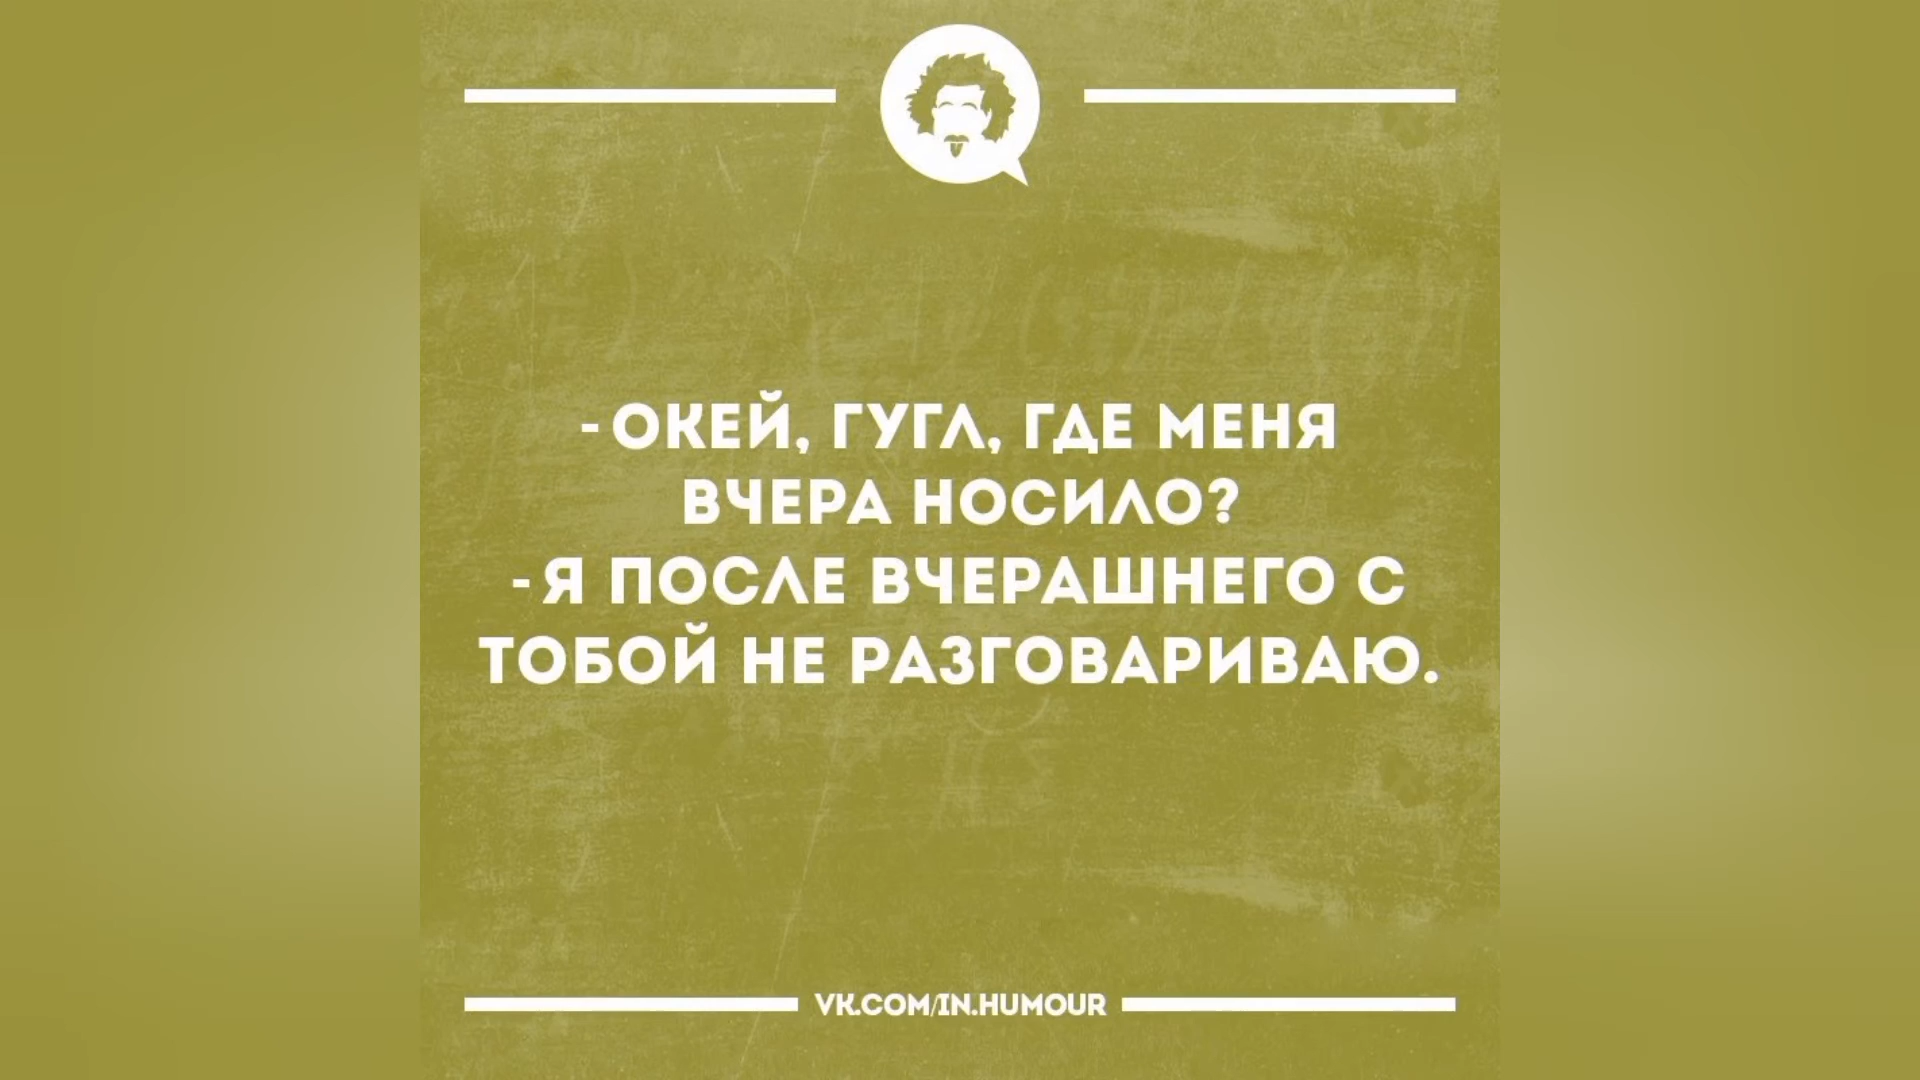 - ОКЕЙ, ГУГЛ, ГДЕ МЕНЯ
ВЧЕРА НОСИЛО?
- Я ПОСЛЕ ВЧЕРАШНЕГО С
ТОБОЙ НЕ РАЗГОВАРИВАЮ.
VK.COM/IN.HUMOUR